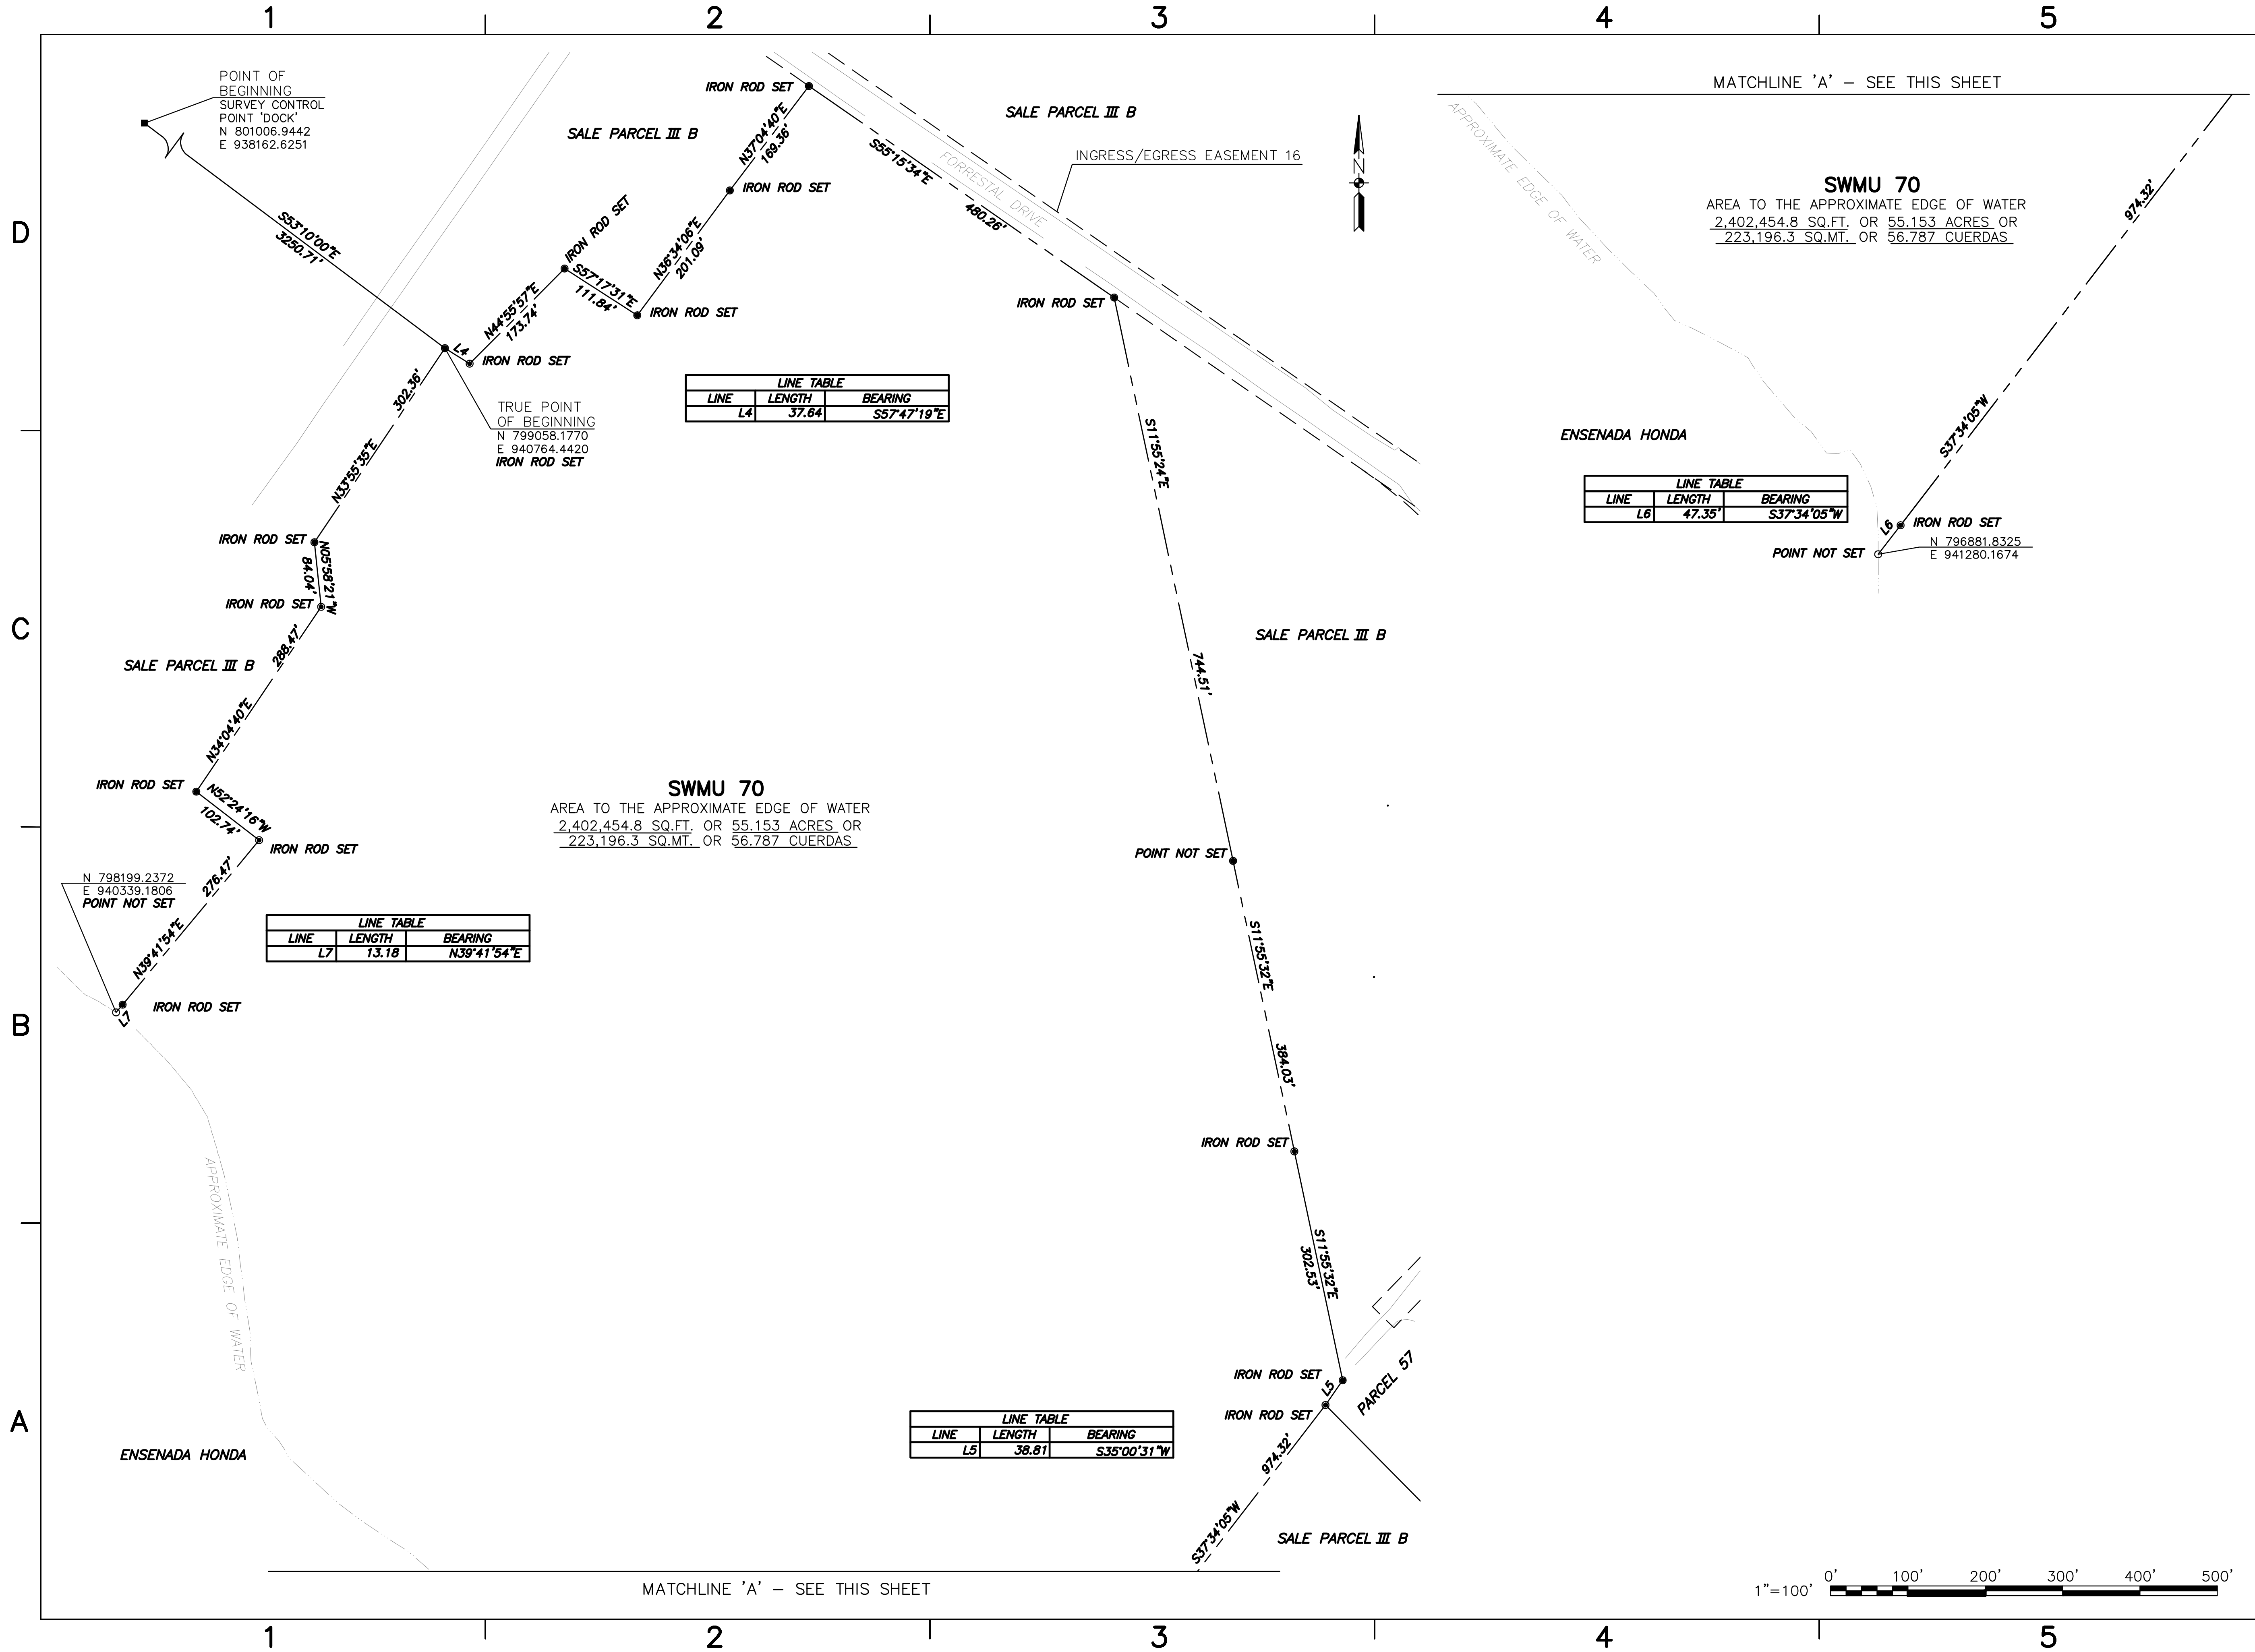 1 2 3 4 5
D
C
B
A
POINT OF
BEGINNING
SURVEY CONTROL
POINT 'DOCK'
N 801006.9442
E 938162.6251
S53°10'00"E
3250.71'
L4
IRON ROD SET
N44°55'57"E
173.74'
IRON ROD SET
S57°17'31"E
111.84'
IRON ROD SET
N36°34'06"E
201.09'
IRON ROD SET
N37°04'40"E
169.36'
IRON ROD SET
SALE PARCEL III B
SALE PARCEL III B
INGRESS/EGRESS EASEMENT 16
FORRESTAL DRIVE
S55°15'34"E
480.26'
IRON ROD SET
N
TRUE POINT
OF BEGINNING
N 799058.1770
E 940764.4420
IRON ROD SET
LINE TABLE
LINE LENGTH BEARING
L4 37.64 S57°47'19"E
302.36'
N33°55'35"E
IRON ROD SET
N05°58'21"W
84.04'
IRON ROD SET
SALE PARCEL III B
288.47'
N34°04'40"E
IRON ROD SET
N52°24'16"W
102.74'
IRON ROD SET
276.47'
N39°41'54"E
N 798199.2372
E 940339.1806
POINT NOT SET
IRON ROD SET
L7
LINE TABLE
LINE LENGTH BEARING
L7 13.18 N39°41'54"E
SWMU 70
AREA TO THE APPROXIMATE EDGE OF WATER
2,402,454.8 SQ.FT. OR 55.153 ACRES OR
223,196.3 SQ.MT. OR 56.787 CUERDAS
S11°55'24"E
744.51'
SALE PARCEL III B
POINT NOT SET
S11°55'32"E
384.03'
IRON ROD SET
S11°55'32"E
302.53'
IRON ROD SET
L5
IRON ROD SET
PARCEL 57
974.32'
S37°34'05"W
SALE PARCEL III B
LINE TABLE
LINE LENGTH BEARING
L5 38.81 S35°00'31"W
APPROXIMATE EDGE OF WATER
ENSENADA HONDA
MATCHLINE 'A' – SEE THIS SHEET
MATCHLINE 'A' – SEE THIS SHEET
APPROXIMATE EDGE OF WATER
SWMU 70
AREA TO THE APPROXIMATE EDGE OF WATER
2,402,454.8 SQ.FT. OR 55.153 ACRES OR
223,196.3 SQ.MT. OR 56.787 CUERDAS
974.32'
S37°34'05"W
ENSENADA HONDA
LINE TABLE
LINE LENGTH BEARING
L6 47.35' S37°34'05"W
L6
IRON ROD SET
POINT NOT SET
N 796881.8325
E 941280.1674
1"=100' 0' 100' 200' 300' 400' 500'
1 2 3 4 5